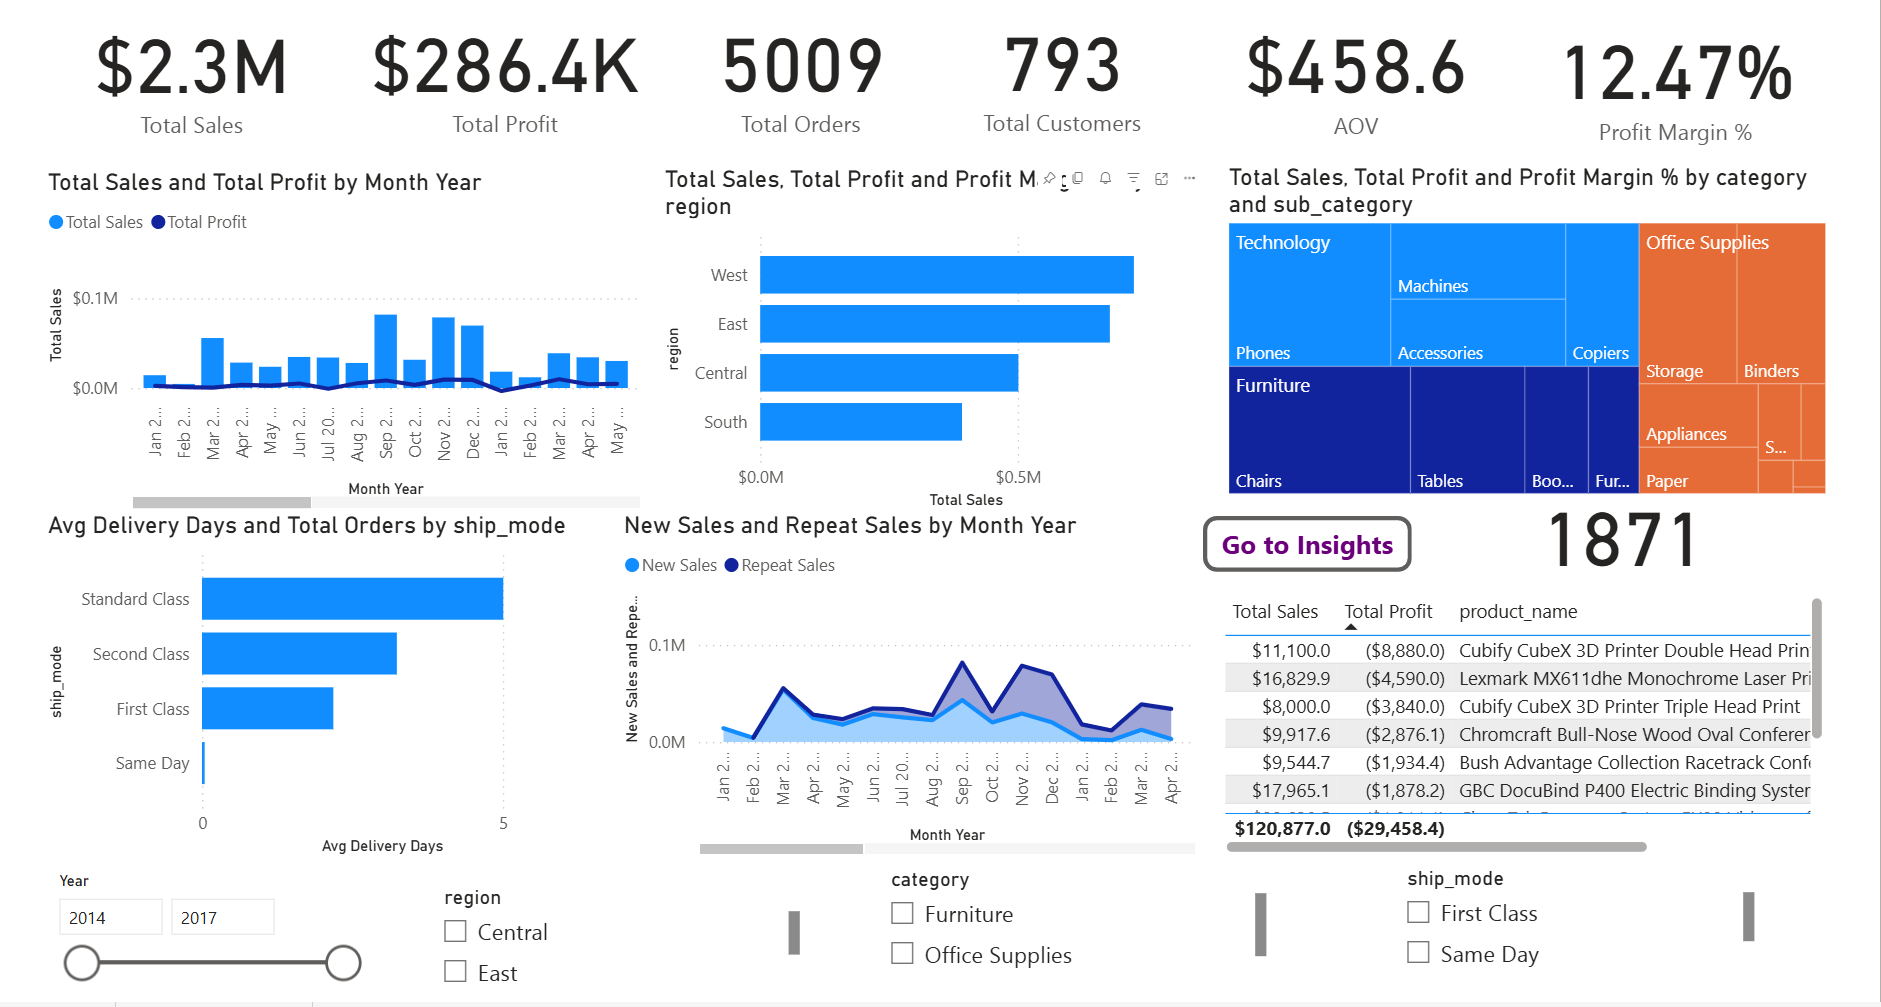 $2.3M
Total Sales
$286.4K
Total Profit
5009
Total Orders
793
Total Customers
$458.6
AOV
12.47%
Profit Margin %
Total Sales and Total Profit by Month Year
Total Sales
Total Profit
Total Sales
$0.1M
$0.0M
Jan 2...
Feb 2...
Mar 2...
Apr 2...
May ...
Jun 2...
Jul 20...
Aug 2...
Sep 2...
Oct 2...
Nov 2...
Dec 2...
Jan 2...
Feb 2...
Mar 2...
Apr 2...
May ...
Month Year
Total Sales, Total Profit and Profit
region
region
West
East
Central
South
$0.0M
$0.5M
Total Sales
Total Sales, Total Profit and Profit Margin % by category
and sub_category
Technology
Phones
Machines
Accessories
Copiers
Furniture
Chairs
Tables
Boo...
Fur...
Office Supplies
Storage
Binders
Appliances
S...
Paper
Avg Delivery Days and Total Orders by ship_mode
ship_mode
Standard Class
Second Class
First Class
Same Day
0
5
Avg Delivery Days
New Sales and Repeat Sales by Month Year
New Sales
Repeat Sales
New Sales and Repe...
0.1M
0.0M
Jan 2...
Feb 2...
Mar 2...
Apr 2...
May 2...
Jun 2...
Jul 20...
Aug 2...
Sep 2...
Oct 2...
Nov 2...
Dec 2...
Jan 2...
Feb 2...
Mar 2...
Apr 2...
Month Year
Go to Insights
1871
Total Sales Total Profit product_name
$11,100.0 ($8,880.0) Cubify CubeX 3D Printer Double Head Prin
$16,829.9 ($4,590.0) Lexmark MX611dhe Monochrome Laser Pri
$8,000.0 ($3,840.0) Cubify CubeX 3D Printer Triple Head Print
$9,917.6 ($2,876.1) Chromcraft Bull-Nose Wood Oval Conferer
$9,544.7 ($1,934.4) Bush Advantage Collection Racetrack Conf
$17,965.1 ($1,878.2) GBC DocuBind P400 Electric Binding Syster
$120,877.0 ($29,458.4)
Year
2014
2017
region
Central
East
category
Furniture
Office Supplies
ship_mode
First Class
Same Day